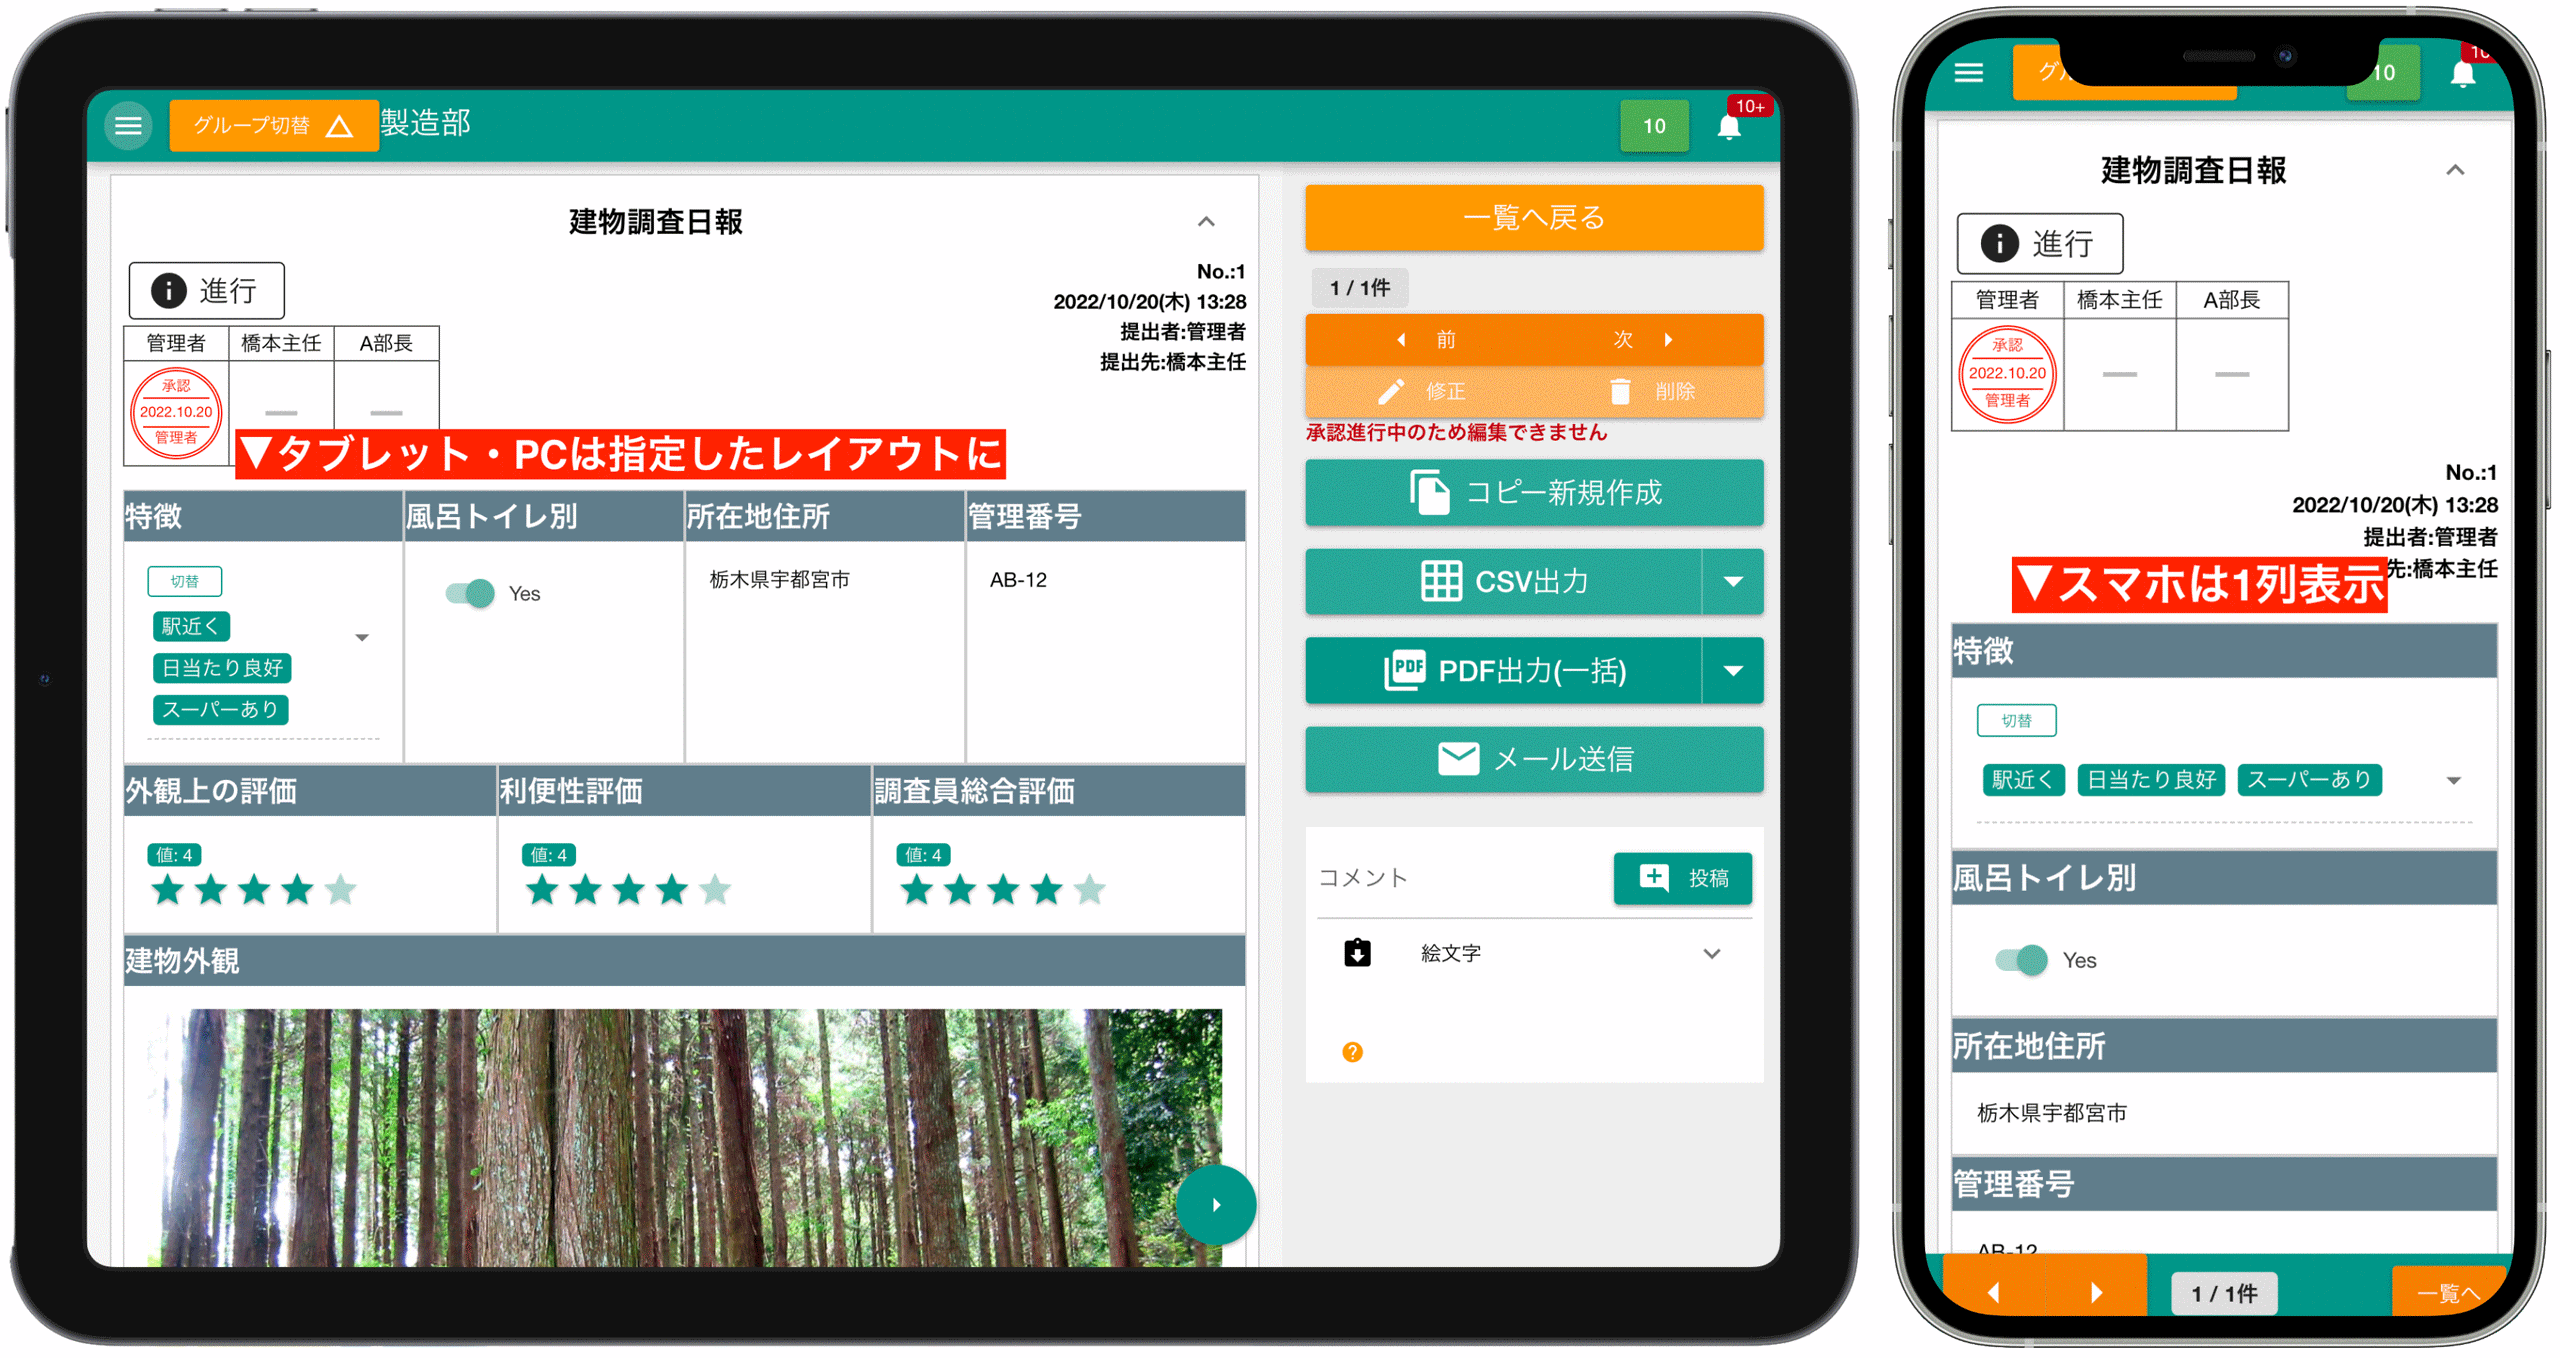 グループ切替
製造部
10
10+
建物調査日報
進行
No.:1
2022/10/20(木) 13:28
提出者:管理者
提出先:橋本主任
管理者 橋本主任 A部長
承認
2022.10.20
管理者
▼タブレット・PCは指定したレイアウトに
特徴 風呂トイレ別 所在地住所 管理番号
切替
駅近く
日当たり良好
スーパーあり
Yes
栃木県宇都宮市
AB-12
外観上の評価 利便性評価 調査員総合評価
値: 4 値: 4 値: 4
建物外観
一覧へ戻る
1 / 1件
前 次
修正 削除
承認進行中のため編集できません
コピー新規作成
CSV出力
PDF PDF出力(一括)
メール送信
コメント
投稿
絵文字
?
10
建物調査日報
進行
管理者 橋本主任 A部長
承認
2022.10.20
管理者
No.:1
2022/10/20(木) 13:28
提出者:管理者
先:橋本主任
▼スマホは1列表示
特徴
切替
駅近く 日当たり良好 スーパーあり
風呂トイレ別
Yes
所在地住所
栃木県宇都宮市
管理番号
AB-12
1 / 1件
一覧へ